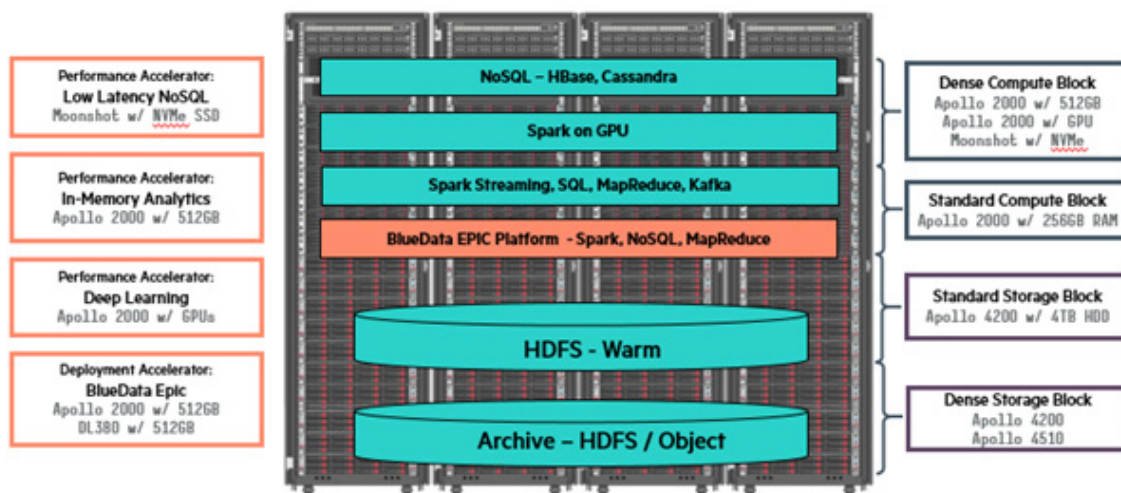 Performance Accelerator:
Low Latency NoSQL
Moonshot w/ NVMe SSD
Performance Accelerator:
In-Memory Analytics
Apollo 2000 w/ 512GB
Performance Accelerator:
Deep Learning
Apollo 2000 w/ GPUs
Deployment Accelerator:
BlueData Epic
Apollo 2000 w/ 512GB
DL380 w/ 512GB
NoSQL – HBase, Cassandra
Spark on GPU
Spark Streaming, SQL, MapReduce, Kafka
BlueData EPIC Platform - Spark, NoSQL, MapReduce
HDFS - Warm
Archive – HDFS / Object
Dense Compute Block
Apollo 2000 w/ 512GB
Apollo 2000 w/ GPU
Moonshot w/ NVMe
Standard Compute Block
Apollo 2000 w/ 256GB RAM
Standard Storage Block
Apollo 4200 w/ 4TB HDD
Dense Storage Block
Apollo 4200
Apollo 4510